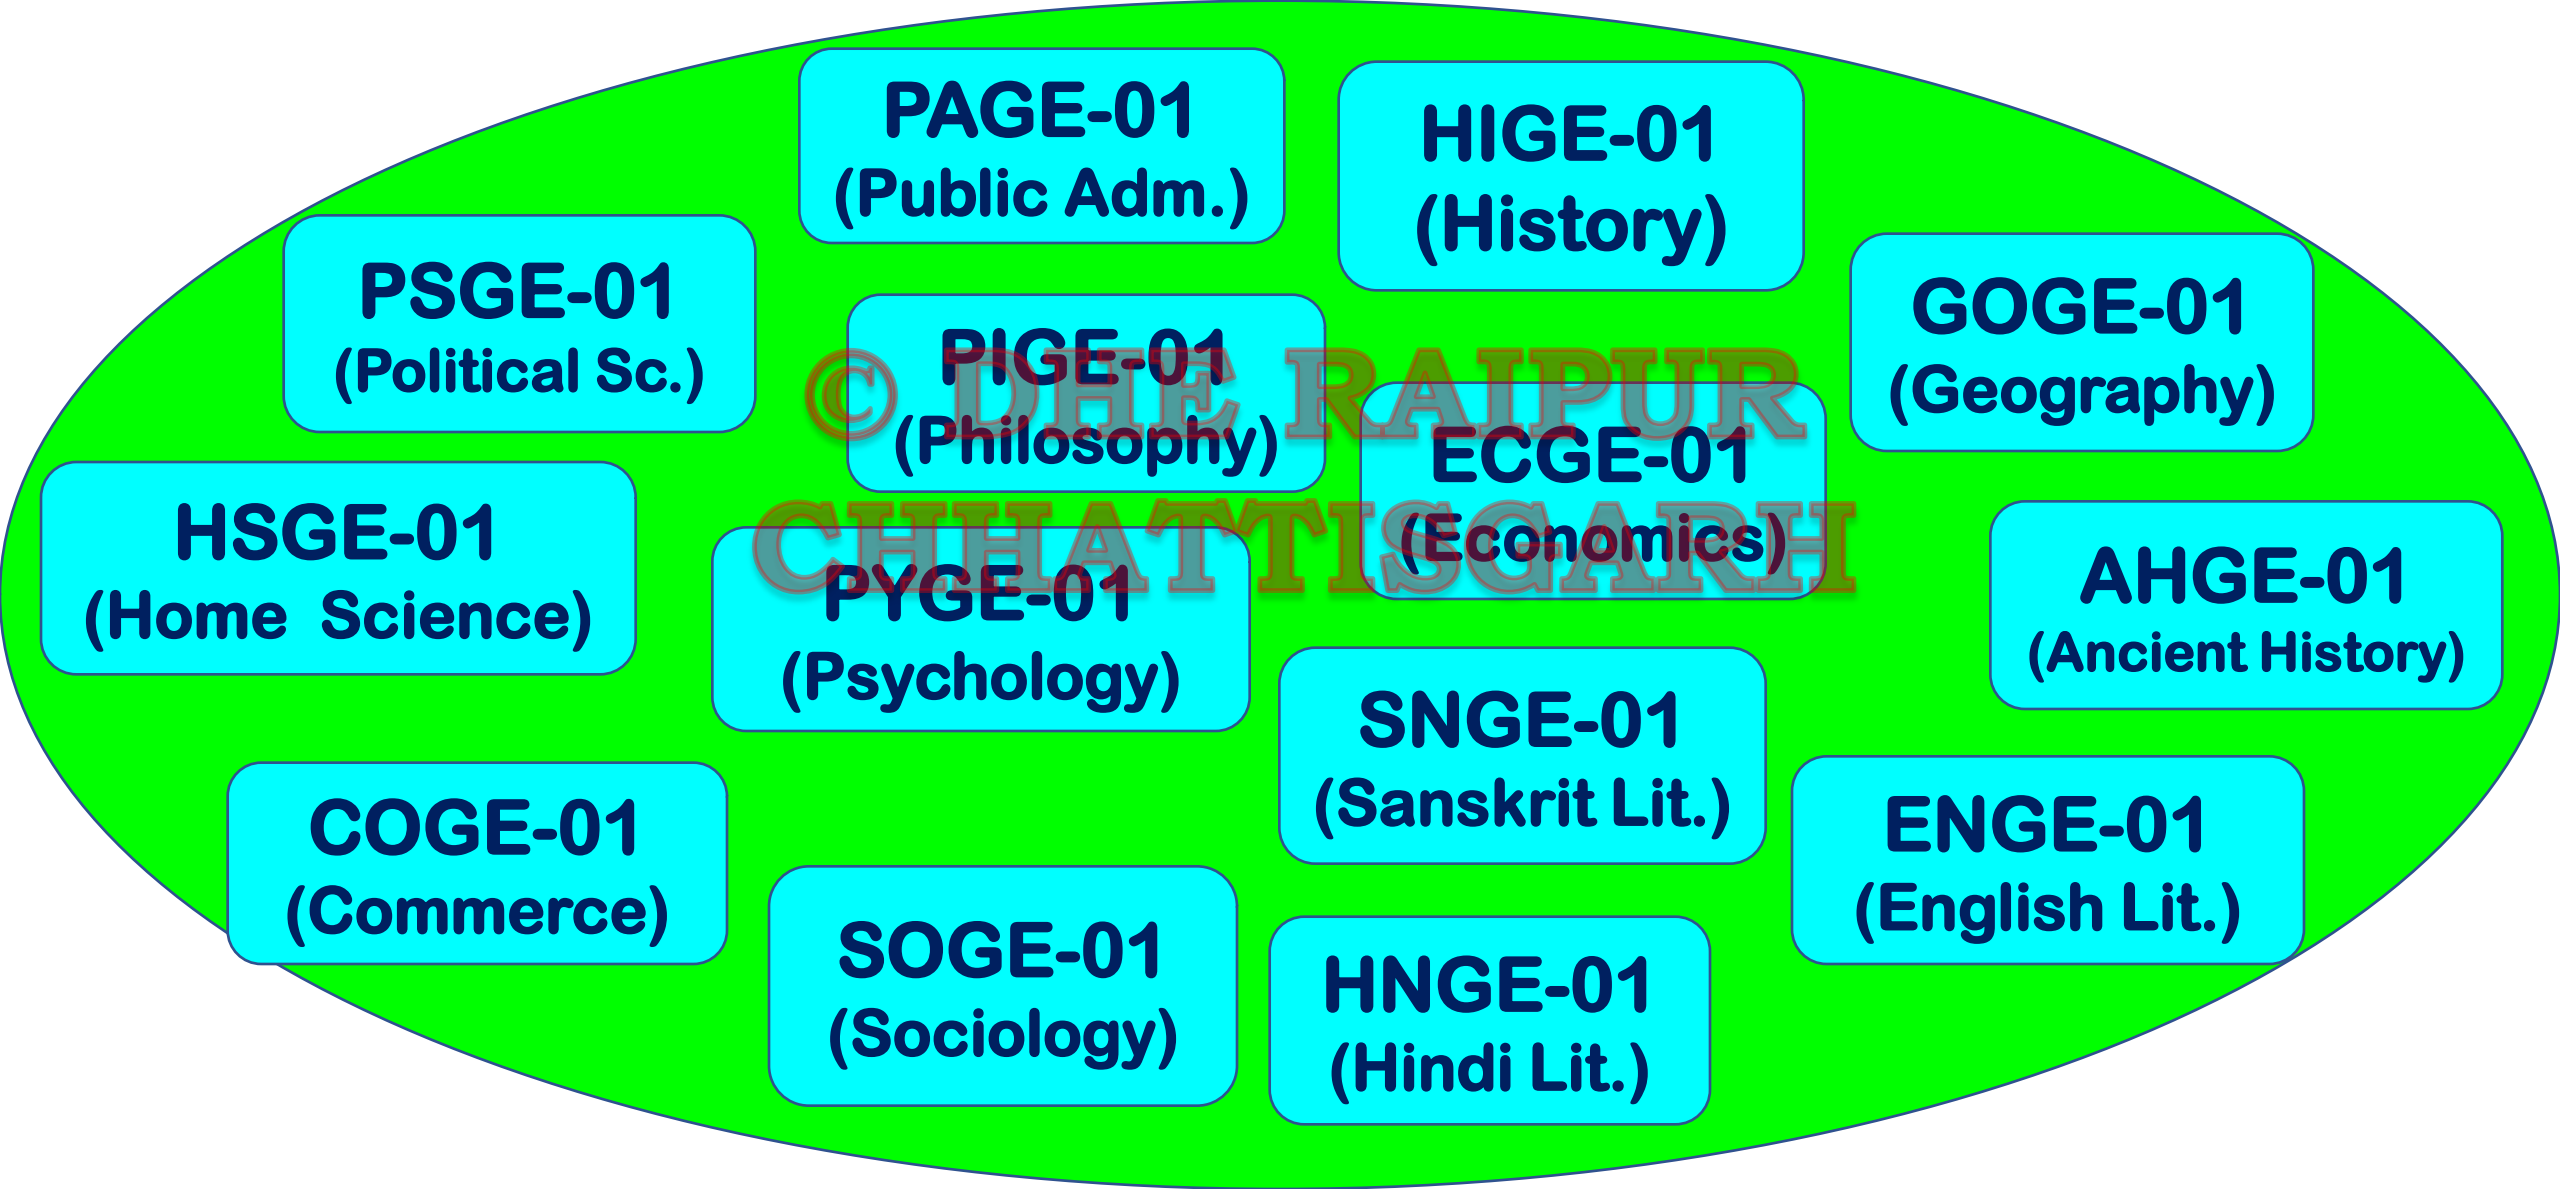 PAGE-01
(Public Adm.)
HIGE-01
(History)
PSGE-01
(Political Sc.)
GOGE-01
(Geography)
PIGE-01
(Philosophy)
ECGE-01
(Economics)
© DHE RAIPUR
CHHATTISGARH
HSGE-01
(Home  Science)
AHGE-01
(Ancient History)
PYGE-01
(Psychology)
SNGE-01
(Sanskrit Lit.)
COGE-01
(Commerce)
ENGE-01
(English Lit.)
SOGE-01
(Sociology)
HNGE-01
(Hindi Lit.)